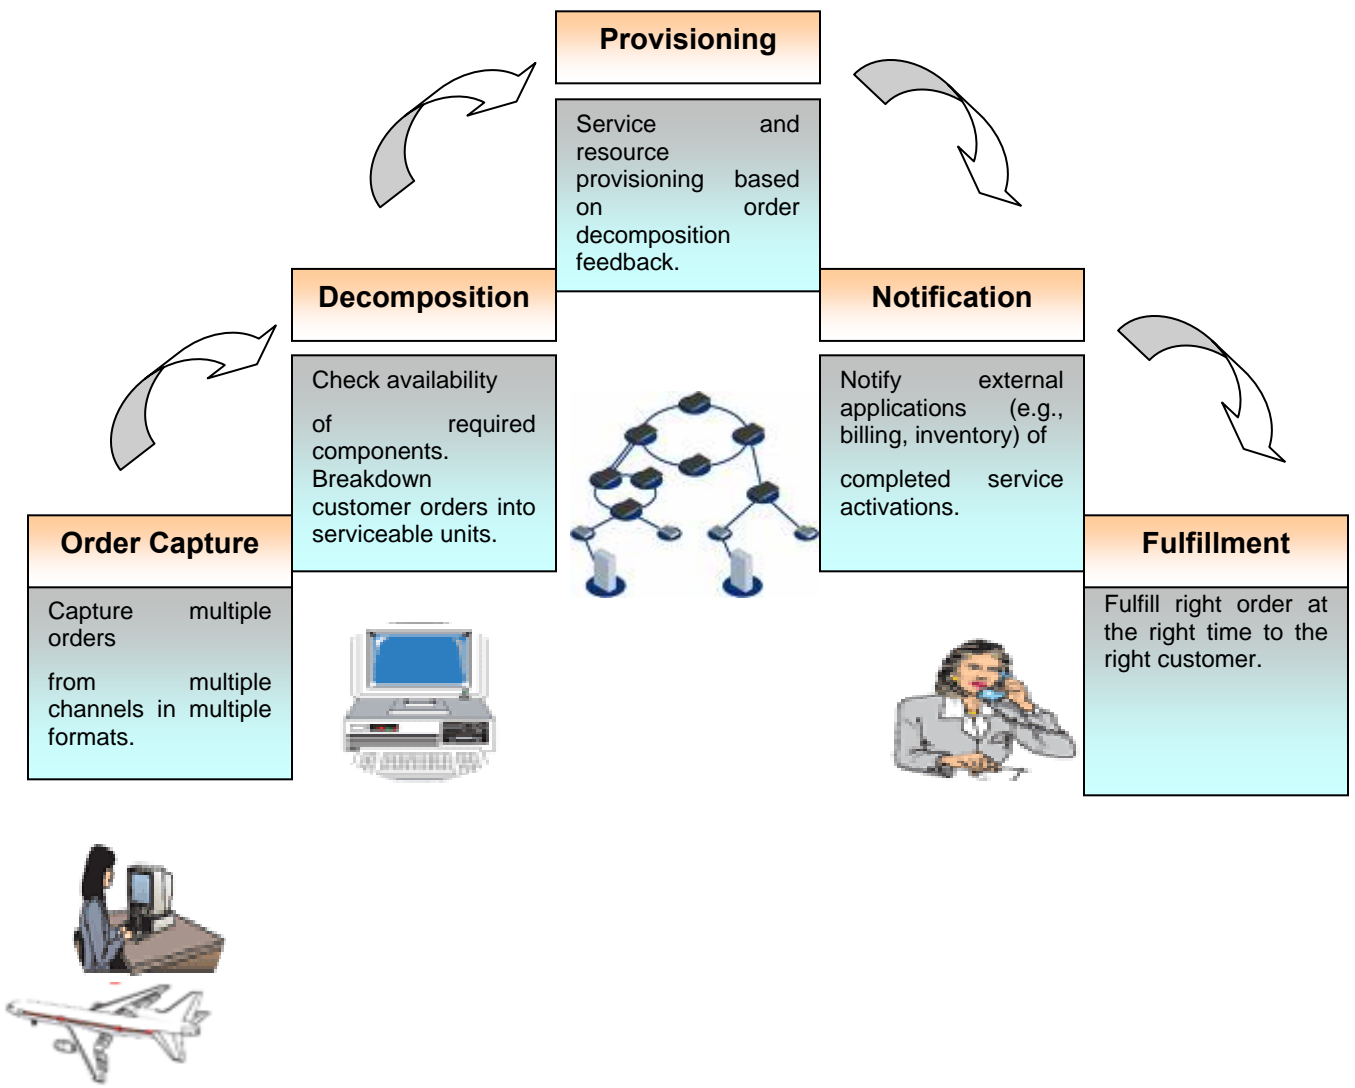 Provisioning
Service and
resource
provisioning based
on order
decomposition
feedback.
Decomposition
Check availability
of required
components.
Breakdown
customer orders into
serviceable units.
Notification
Notify external
applications (e.g.,
billing, inventory) of
completed service
activations.
Order Capture
Capture multiple
orders
from multiple
channels in multiple
formats.
Fulfillment
Fulfill right order at
the right time to the
right customer.